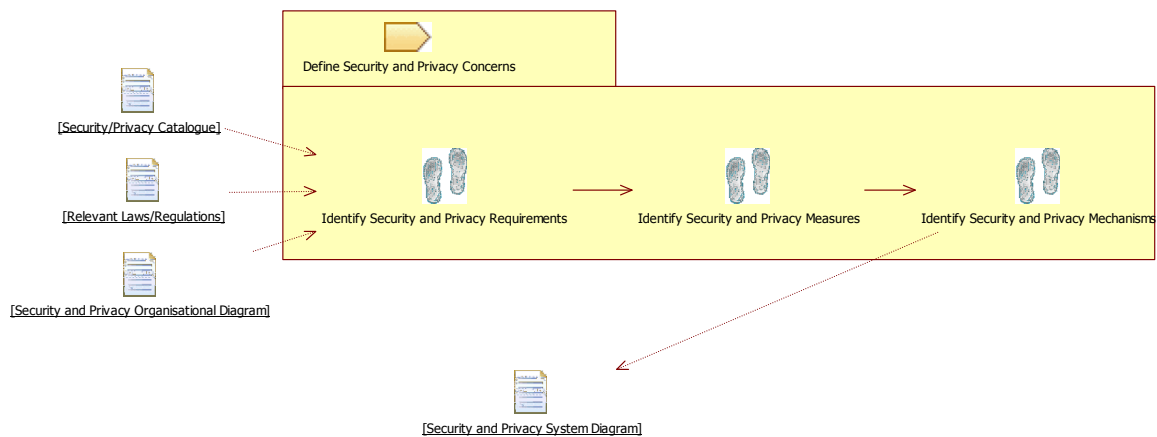 Define Security and Privacy Concerns
[Security/Privacy Catalogue]
[Relevant Laws/Regulations]
Identify Security and Privacy Requirements
Identify Security and Privacy Measures
Identify Security and Privacy Mechanisms
[Security and Privacy Organisational Diagram]
[Security and Privacy System Diagram]